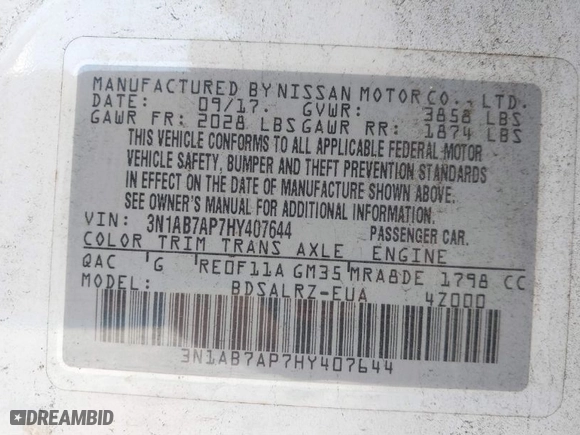 MANUFACTURED BY NISSAN MOTOR CO., LTD.
DATE: 09/17. GVWR: 3858 LBS
GAWR FR: 2028 LBS GAWR RR: 1874 LBS
THIS VEHICLE CONFORMS TO ALL APPLICABLE FEDERAL MOTOR
VEHICLE SAFETY, BUMPER AND THEFT PREVENTION STANDARDS
IN EFFECT ON THE DATE OF MANUFACTURE SHOWN ABOVE.
SEE OWNER'S MANUAL FOR ADDITIONAL INFORMATION.
VIN: 3N1AB7AP7HY407644 PASSENGER CAR.
COLOR TRIM TRANS AXLE ENGINE
QAC G RE0F11A GM35 MRA8DE 1798 CC
MODEL: BDSALRZ-EUA 4Z000
3N1AB7AP7HY407644
DREAMBID